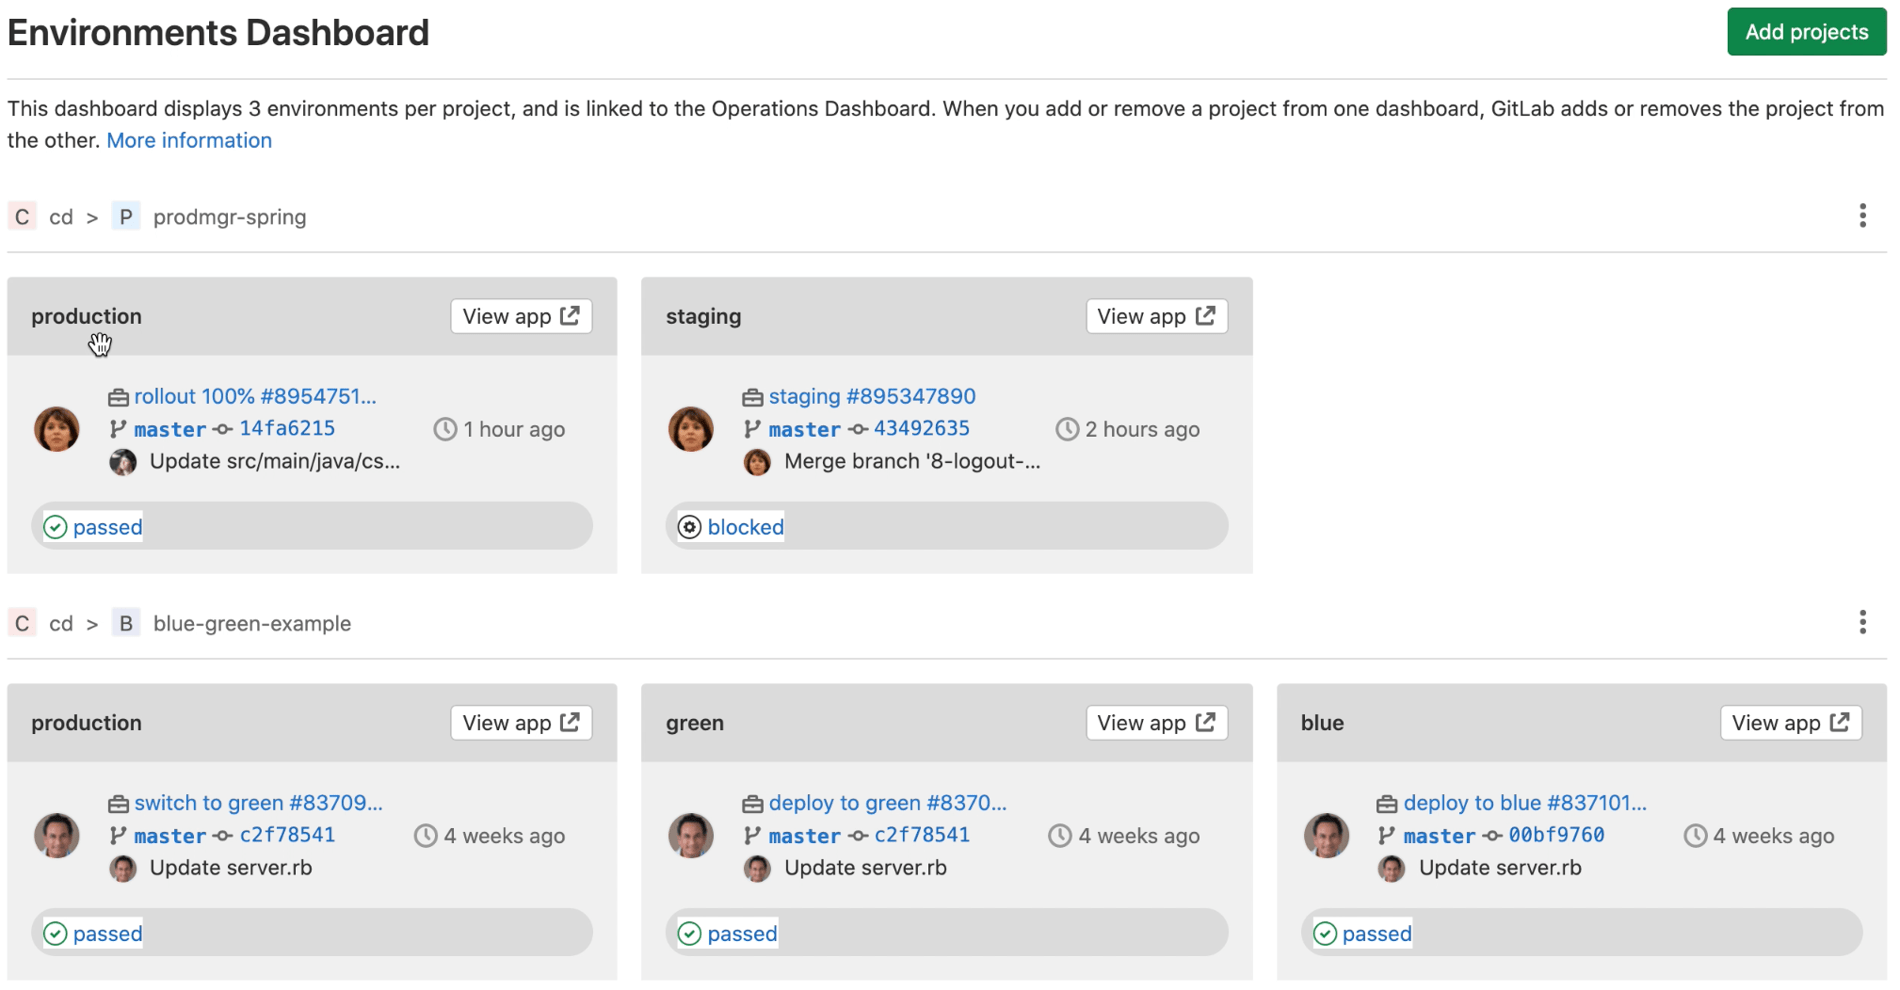 Environments Dashboard
Add projects
This dashboard displays 3 environments per project, and is linked to the Operations Dashboard. When you add or remove a project from one dashboard, GitLab adds or removes the project from
the other. More information
C cd > P prodmgr-spring
production
View app
rollout 100% #8954751...
master 14fa6215
1 hour ago
Update src/main/java/cs...
passed
staging
View app
staging #895347890
master 43492635
2 hours ago
Merge branch '8-logout-...
blocked
C cd > B blue-green-example
production
View app
switch to green #83709...
master c2f78541
4 weeks ago
Update server.rb
passed
green
View app
deploy to green #8370...
master c2f78541
4 weeks ago
Update server.rb
passed
blue
View app
deploy to blue #837101...
master 00bf9760
4 weeks ago
Update server.rb
passed